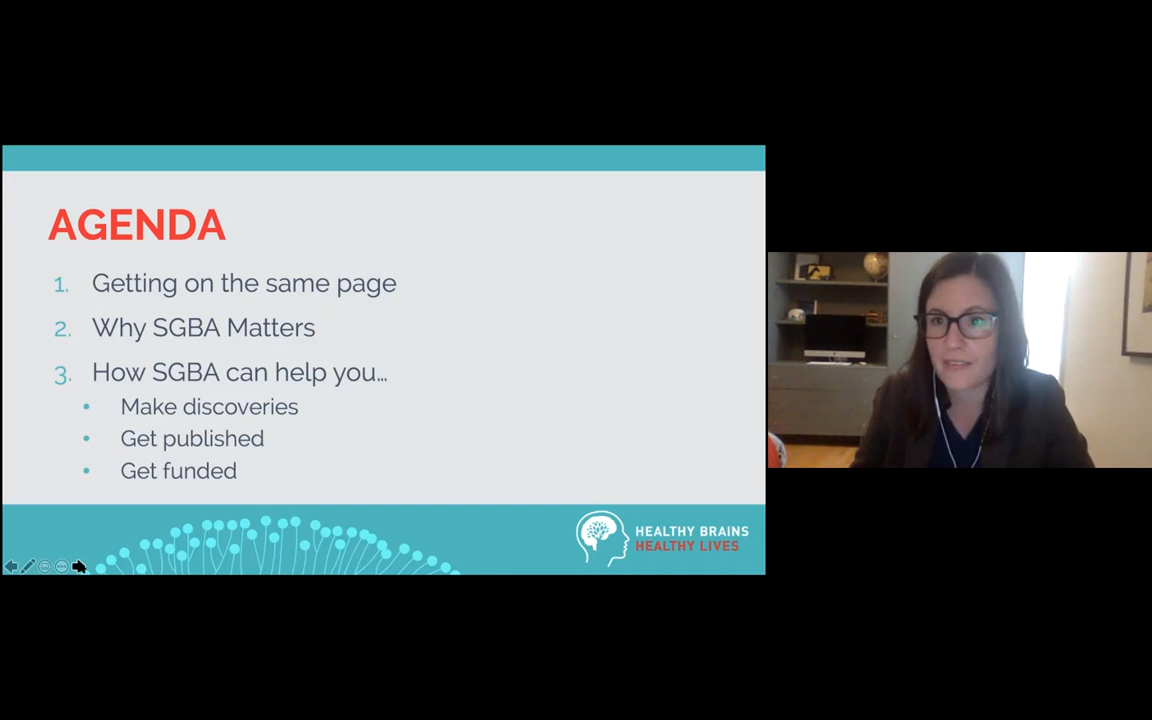 AGENDA
1. Getting on the same page
2. Why SGBA Matters
3. How SGBA can help you...
• Make discoveries
• Get published
• Get funded
HEALTHY BRAINS
HEALTHY LIVES